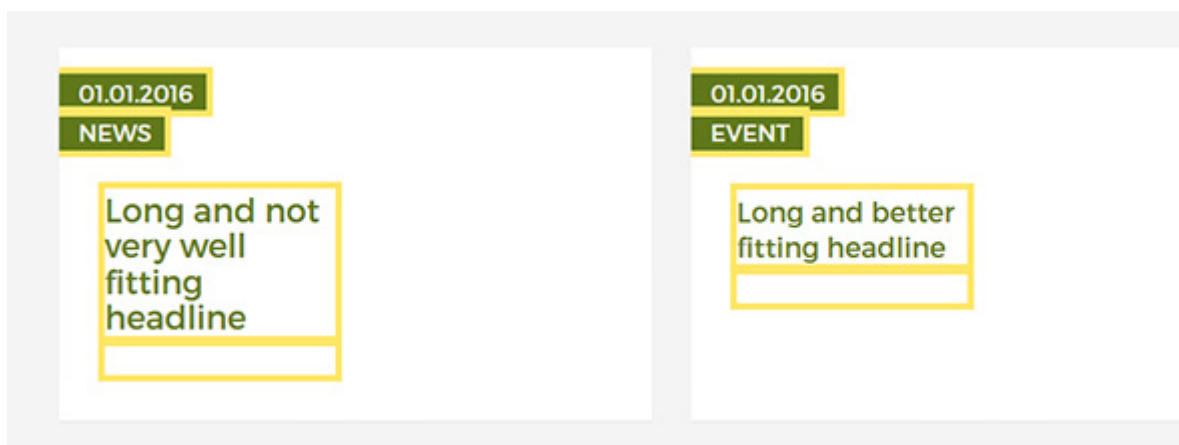 01.01.2016
NEWS
Long and not
very well
fitting
headline
01.01.2016
EVENT
Long and better
fitting headline